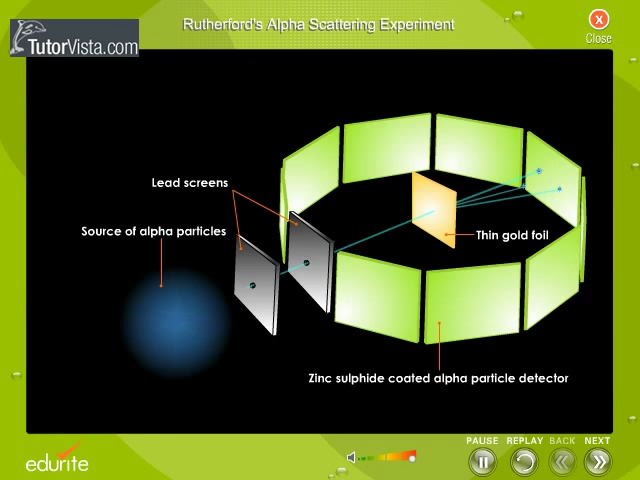 Rutherford's Alpha Scattering Experiment
X
Close
TutorVista.com
Lead screens
Source of alpha particles
Thin gold foil
Zinc sulphide coated alpha particle detector
PAUSE REPLAY BACK NEXT
edurite